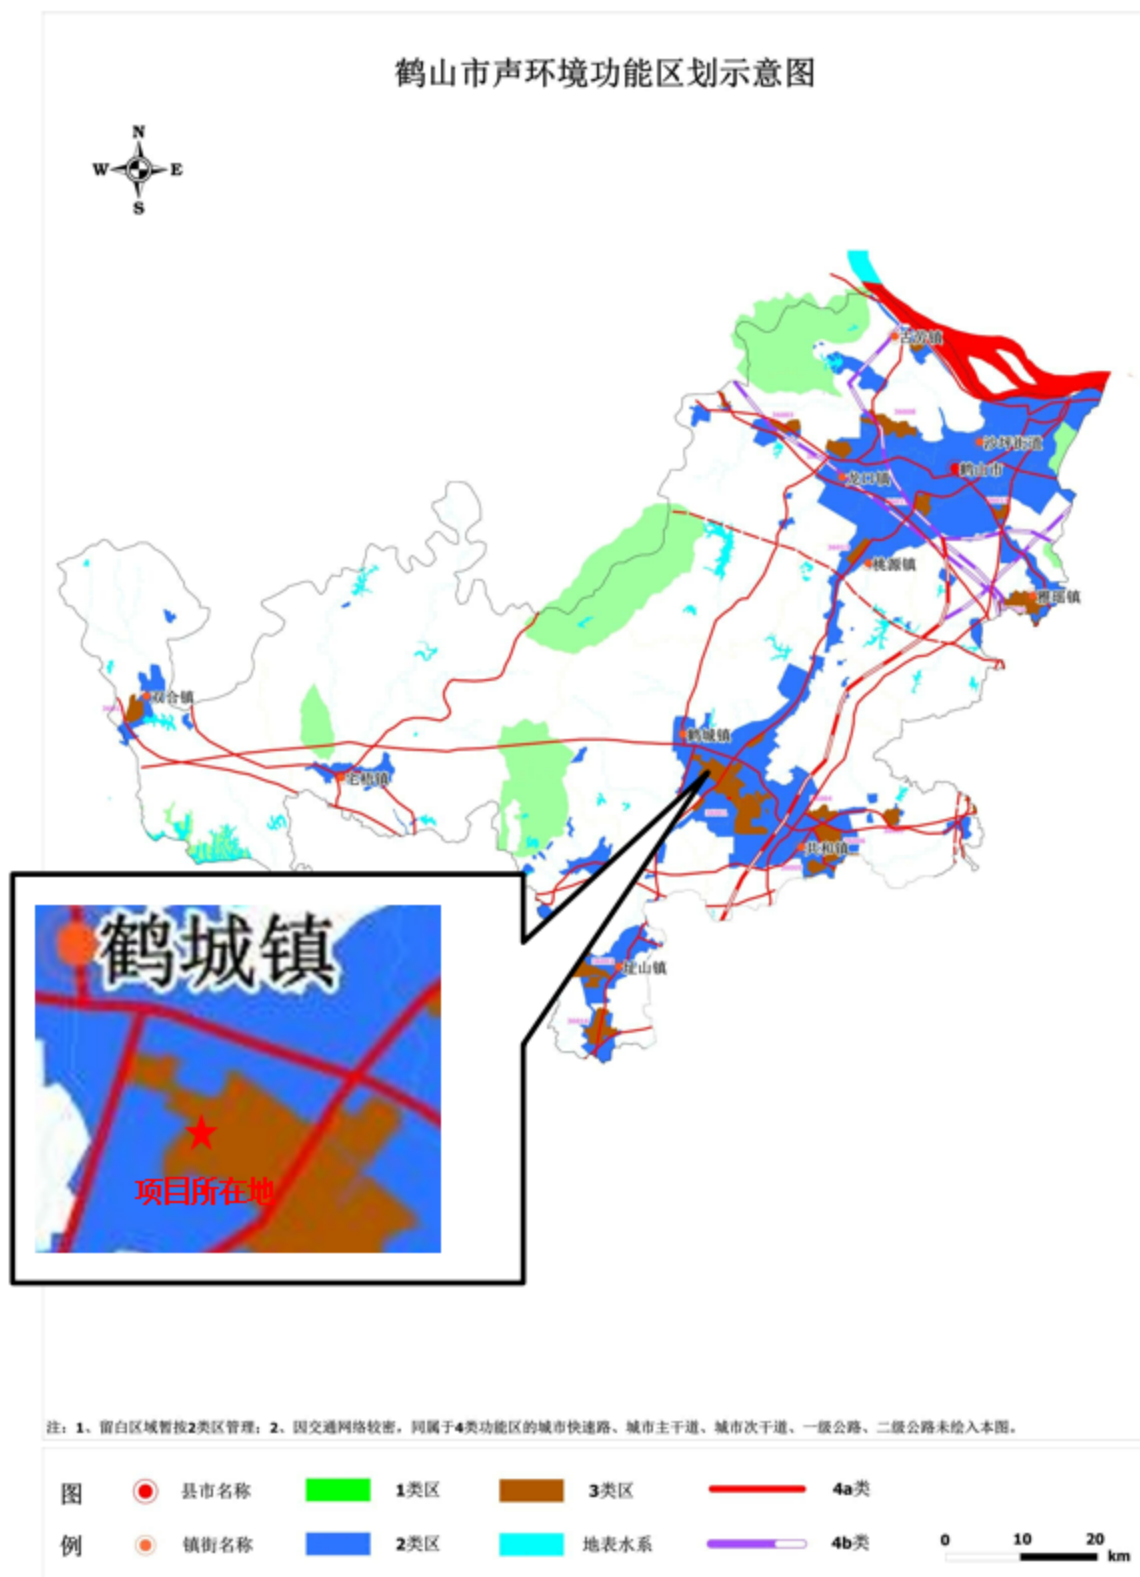 鹤山市声环境功能区划示意图
N
W E
S
古劳镇
沙坪街道
鹤山市
龙口镇
桃源镇
雅瑶镇
双合镇
鹤城镇
宅梧镇
共和镇
址山镇
鹤城镇
项目所在地
注：1、留白区域暂按2类区管理；2、因交通网络较密，同属于4类功能区的城市快速路、城市主干道、城市次干道、一级公路、二级公路未绘入本图。
图 县市名称 1类区 3类区 4a类
例 镇街名称 2类区 地表水系 4b类
0 10 20
km